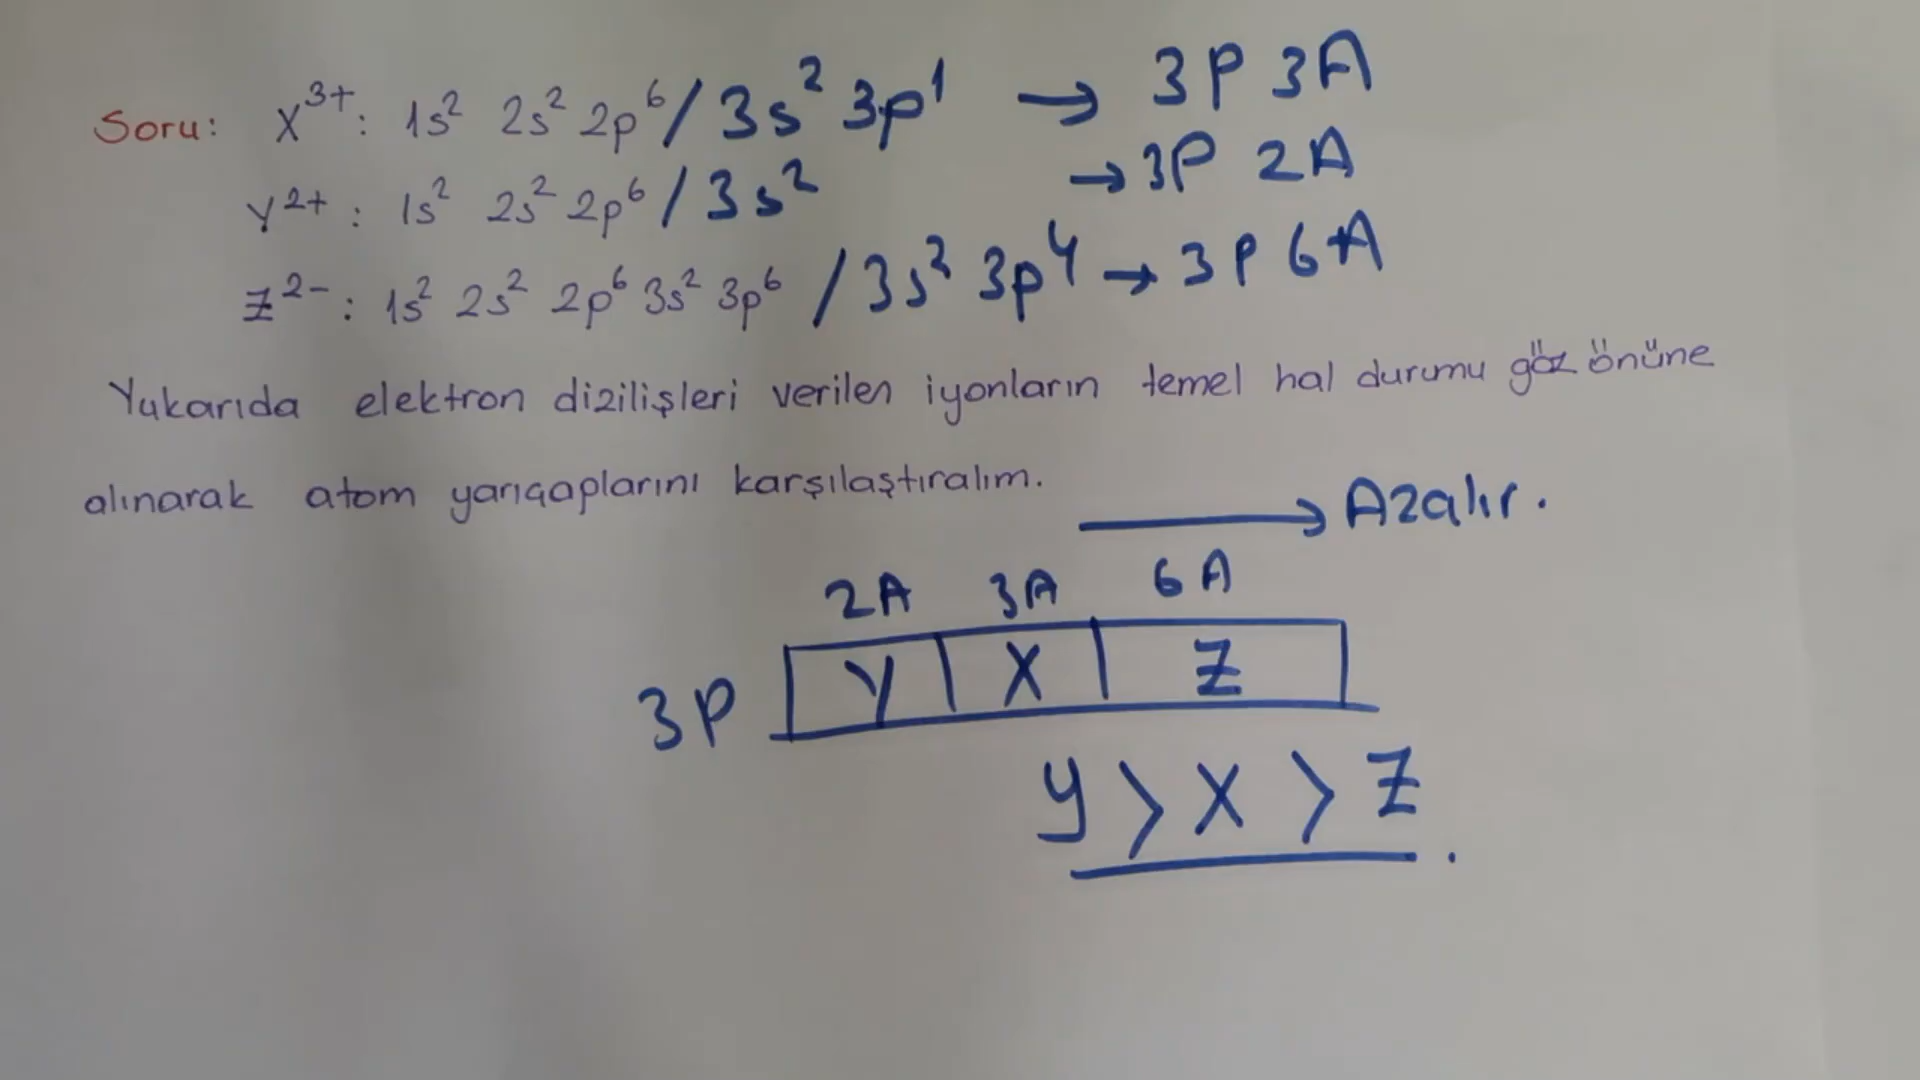 Soru: X³⁺: 1s² 2s² 2p⁶ / 3s² 3p¹ → 3P 3A
Y²⁺ : 1s² 2s² 2p⁶ / 3s² → 3P 2A
Z²⁻ : 1s² 2s² 2p⁶ 3s² 3p⁶ / 3s² 3p⁴ → 3P 6A
Yukarıda elektron dizilişleri verilen iyonların temel hal durumu göz önüne
alınarak atom yarıçaplarını karşılaştıralım.
→ Azalır.
2A 3A 6A
3P Y X Z
Y > X > Z .